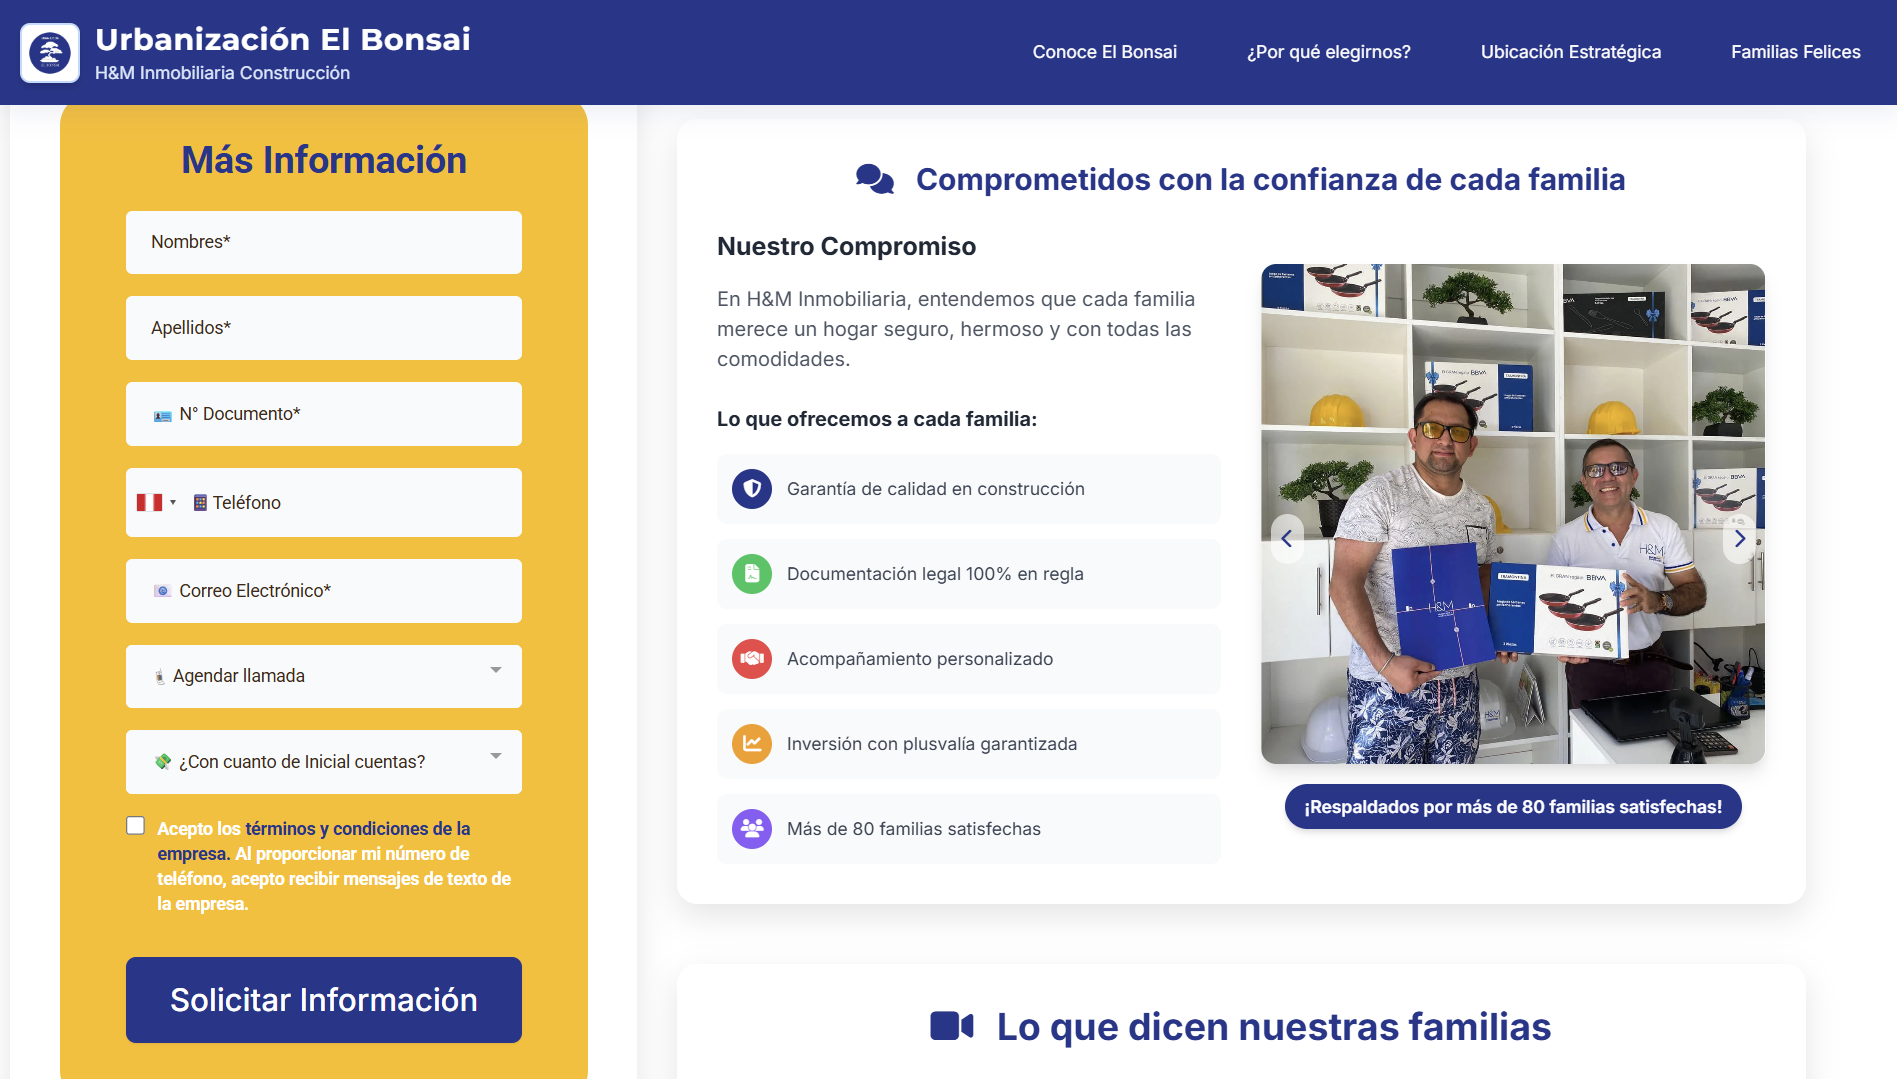 Urbanización El Bonsai
H&M Inmobiliaria Construcción
Conoce El Bonsai
¿Por qué elegirnos?
Ubicación Estratégica
Familias Felices
Más Información
Nombres*
Apellidos*
N° Documento*
Teléfono
Correo Electrónico*
Agendar llamada
¿Con cuanto de Inicial cuentas?
Acepto los términos y condiciones de la
empresa. Al proporcionar mi número de
teléfono, acepto recibir mensajes de texto de
la empresa.
Solicitar Información
Comprometidos con la confianza de cada familia
Nuestro Compromiso
En H&M Inmobiliaria, entendemos que cada familia
merece un hogar seguro, hermoso y con todas las
comodidades.
Lo que ofrecemos a cada familia:
Garantía de calidad en construcción
Documentación legal 100% en regla
Acompañamiento personalizado
Inversión con plusvalía garantizada
Más de 80 familias satisfechas
BBVA
BBVA
H&M
TRAMONTINA
BBVA
H&M
H&M
¡Respaldados por más de 80 familias satisfechas!
Lo que dicen nuestras familias